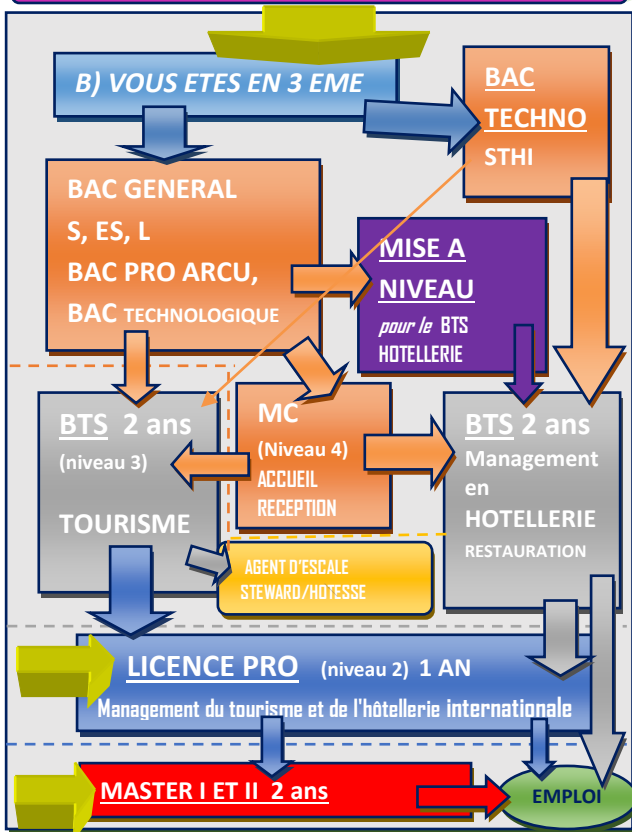 B) VOUS ETES EN 3 EME
BAC
TECHNO
STHI
BAC GENERAL
S, ES, L
BAC PRO ARCU,
BAC TECHNOLOGIQUE
MISE A
NIVEAU
pour le BTS
HOTELLERIE
BTS 2 ans
(niveau 3)
TOURISME
MC
(Niveau 4)
ACCUEIL
RECEPTION
BTS 2 ans
Management
en
HOTELLERIE
RESTAURATION
AGENT D'ESCALE
STEWARD/HOTESSE
LICENCE PRO (niveau 2) 1 AN
Management du tourisme et de l'hôtellerie internationale
MASTER I ET II 2 ans
EMPLOI